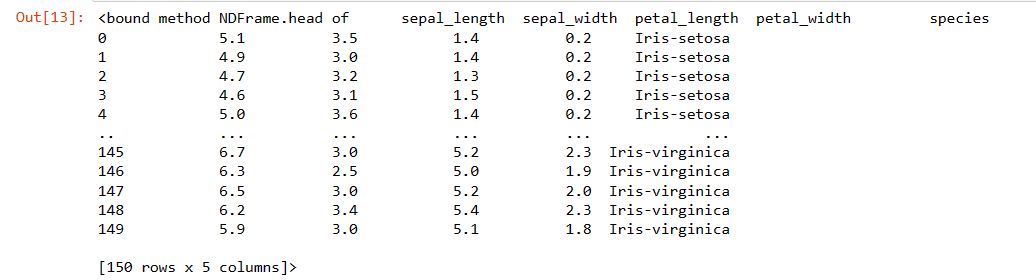 Out[13]: <bound method NDFrame.head of      sepal_length  sepal_width  petal_length  petal_width         species
0             5.1          3.5           1.4          0.2     Iris-setosa
1             4.9          3.0           1.4          0.2     Iris-setosa
2             4.7          3.2           1.3          0.2     Iris-setosa
3             4.6          3.1           1.5          0.2     Iris-setosa
4             5.0          3.6           1.4          0.2     Iris-setosa
..            ...          ...           ...          ...             ...
145           6.7          3.0           5.2          2.3  Iris-virginica
146           6.3          2.5           5.0          1.9  Iris-virginica
147           6.5          3.0           5.2          2.0  Iris-virginica
148           6.2          3.4           5.4          2.3  Iris-virginica
149           5.9          3.0           5.1          1.8  Iris-virginica
[150 rows x 5 columns]>